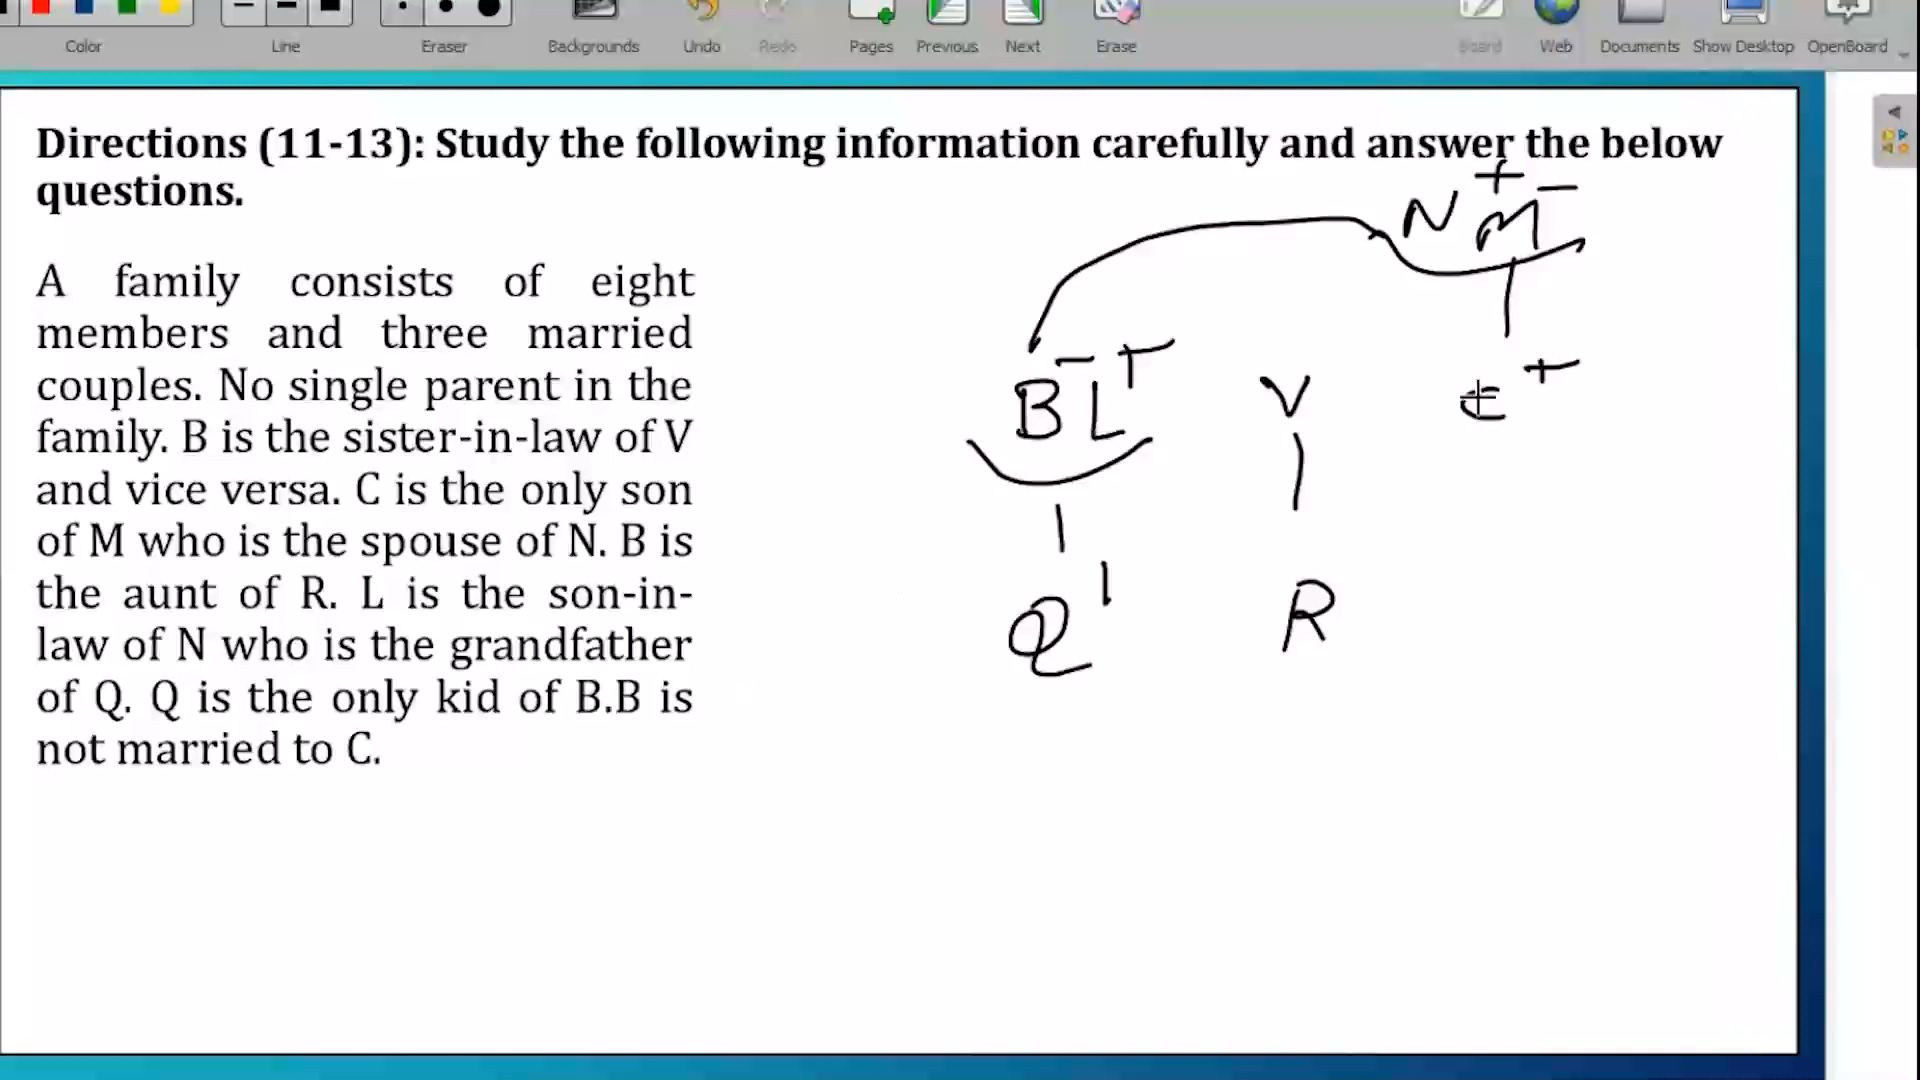 Color Line Eraser Backgrounds Undo Redo Pages Previous Next Erase Board Web Documents Show Desktop OpenBoard
Directions (11-13): Study the following information carefully and answer the below
questions.
A family consists of eight
members and three married
couples. No single parent in the
family. B is the sister-in-law of V
and vice versa. C is the only son
of M who is the spouse of N. B is
the aunt of R. L is the son-in-
law of N who is the grandfather
of Q. Q is the only kid of B.B is
not married to C.
+ −
N M
− + +
B L V C
Q R